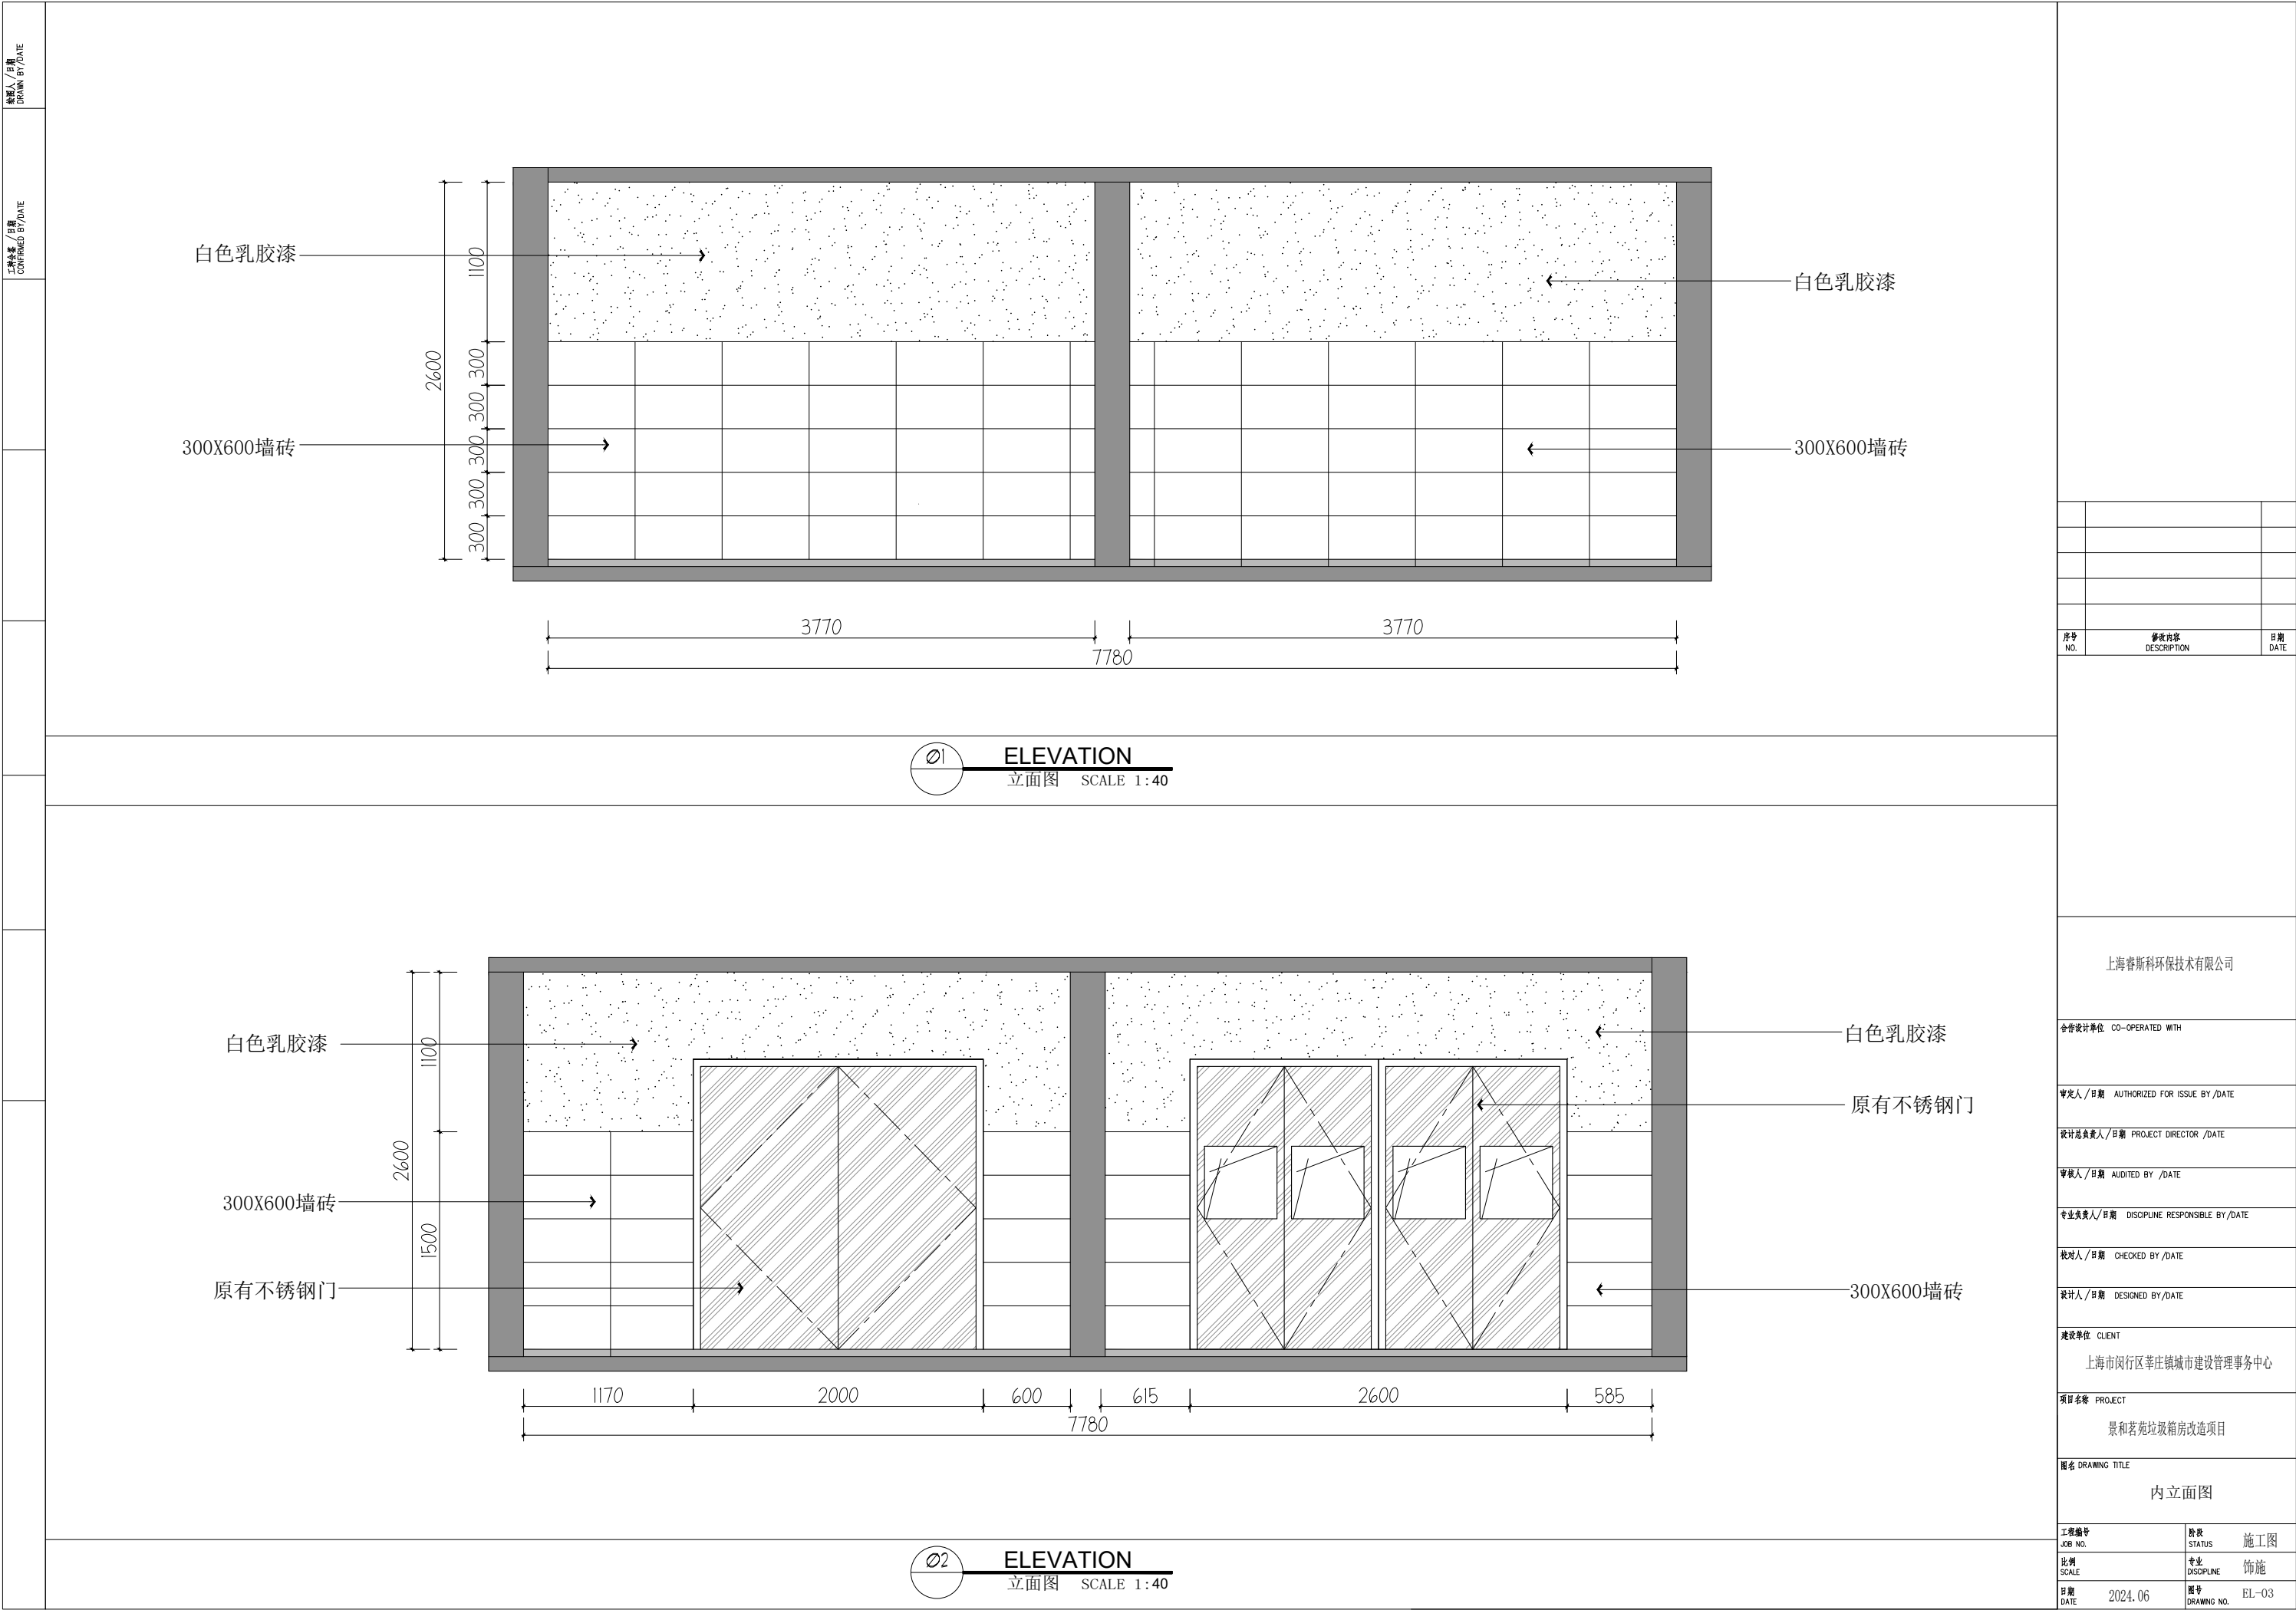 绘图人/日期
DRAWN BY/DATE
工种会签/日期
CONFIRMED BY/DATE
白色乳胶漆
300X600墙砖
2600
1100
300
300
300
300
300
白色乳胶漆
300X600墙砖
3770
3770
7780
01
ELEVATION
立面图 SCALE 1:40
白色乳胶漆
300X600墙砖
原有不锈钢门
2600
1100
1500
白色乳胶漆
原有不锈钢门
300X600墙砖
1170
2000
600
615
2600
585
7780
02
ELEVATION
立面图 SCALE 1:40
序号 修改内容 日期
NO. DESCRIPTION DATE
上海睿斯科环保技术有限公司
合作设计单位 CO-OPERATED WITH
审定人/日期 AUTHORIZED FOR ISSUE BY/DATE
设计总负责人/日期 PROJECT DIRECTOR /DATE
审核人/日期 AUDITED BY /DATE
专业负责人/日期 DISCIPLINE RESPONSIBLE BY/DATE
校对人/日期 CHECKED BY/DATE
设计人/日期 DESIGNED BY/DATE
建设单位 CLIENT
上海市闵行区莘庄镇城市建设管理事务中心
项目名称 PROJECT
景和茗苑垃圾箱房改造项目
图名 DRAWING TITLE
内立面图
工程编号
JOB NO.
阶段
STATUS
施工图
比例
SCALE
专业
DISCIPLINE
饰施
日期
DATE
2024.06
图号
DRAWING NO.
EL-03